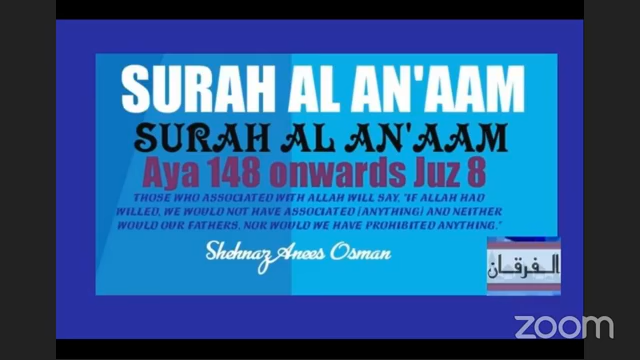 SURAH AL AN'AAM
SURAH AL AN'AAM
Aya 148 onwards Juz 8
THOSE WHO ASSOCIATED WITH ALLAH WILL SAY, "IF ALLAH HAD
WILLED, WE WOULD NOT HAVE ASSOCIATED [ANYTHING] AND NEITHER
WOULD OUR FATHERS, NOR WOULD WE HAVE PROHIBITED ANYTHING."
Shehnaz Anees Osman
الفرقان
zoom